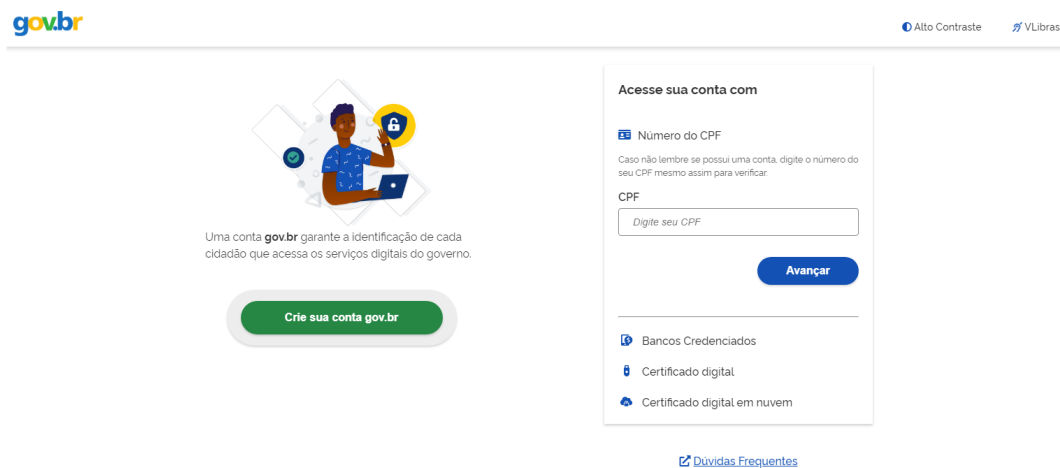 gov.br
Alto Contraste
VLibras
Uma conta gov.br garante a identificação de cada
cidadão que acessa os serviços digitais do governo.
Crie sua conta gov.br
Acesse sua conta com
Número do CPF
Caso não lembre se possui uma conta, digite o número do
seu CPF mesmo assim para verificar.
CPF
Digite seu CPF
Avançar
Bancos Credenciados
Certificado digital
Certificado digital em nuvem
Dúvidas Frequentes